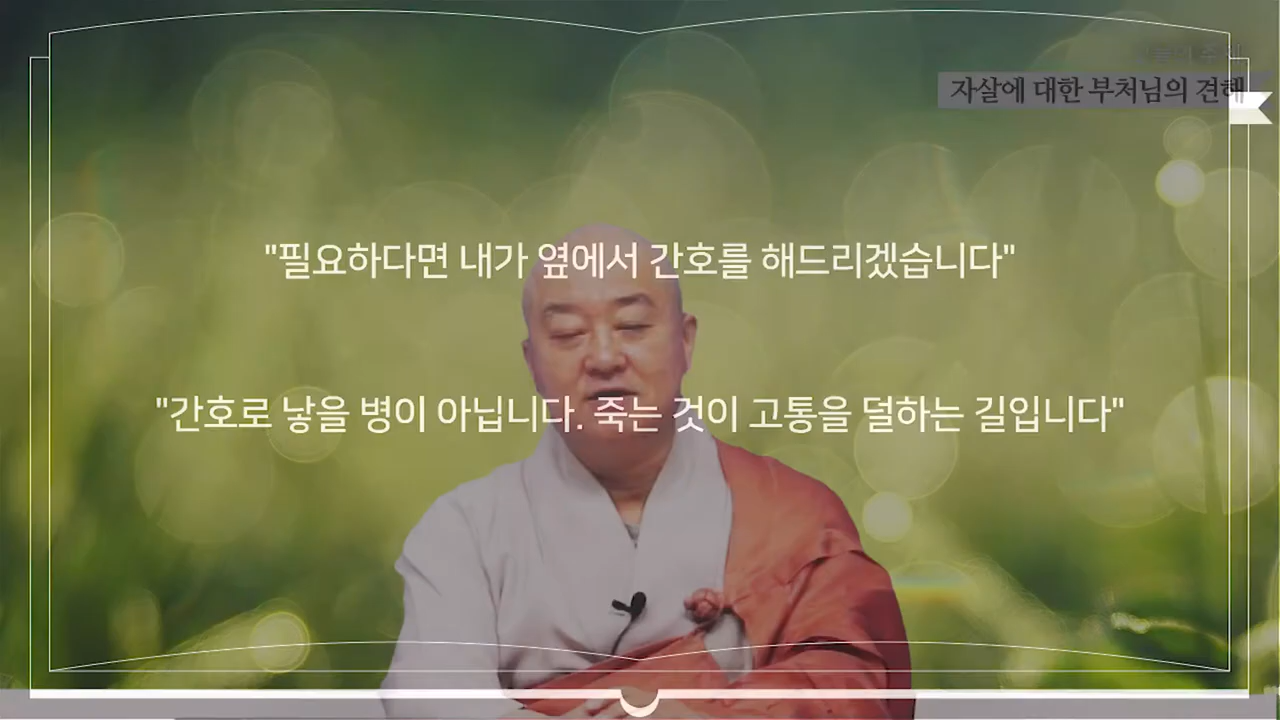 자살에 대한 부처님의 견해
"필요하다면 내가 옆에서 간호를 해드리겠습니다"
"간호로 낳을 병이 아닙니다. 죽는 것이 고통을 덜하는 길입니다"